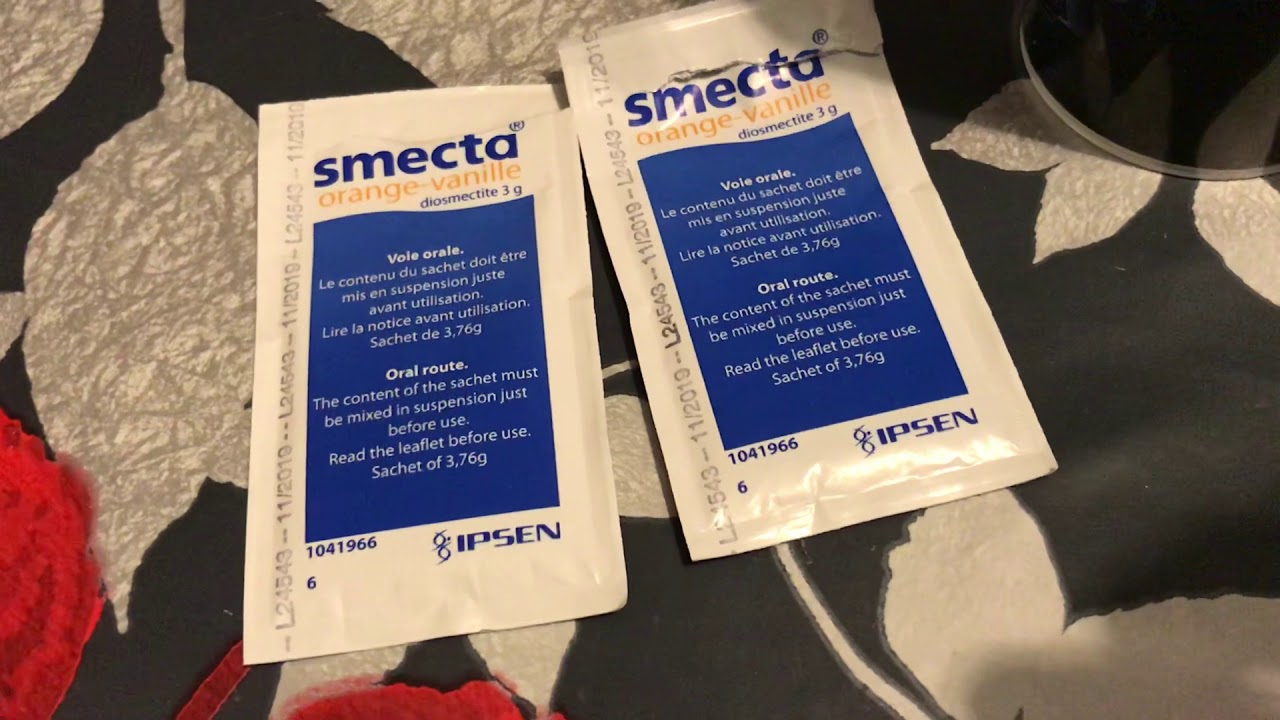 smecta®
orange-vanille
diosmectite 3 g
Voie orale.
Le contenu du sachet doit être
mis en suspension juste
avant utilisation.
Lire la notice avant utilisation.
Sachet de 3,76g
Oral route.
The content of the sachet must
be mixed in suspension just
before use.
Read the leaflet before use.
Sachet of 3,76g
1041966
IPSEN
6
– L24543 -- 11/2019 -- L24543 -- 11/2019 -- L24543 -- 11/2019
smecta®
orange-vanille
diosmectite 3 g
Voie orale.
Le contenu du sachet doit être
mis en suspension juste
avant utilisation.
Lire la notice avant utilisation.
Sachet de 3,76g
Oral route.
The content of the sachet must
be mixed in suspension just
before use.
Read the leaflet before use.
Sachet of 3,76g
1041966
IPSEN
6
– L24543 -- 11/2019 -- L24543 -- 11/2019 -- L24543 -- 11/2019